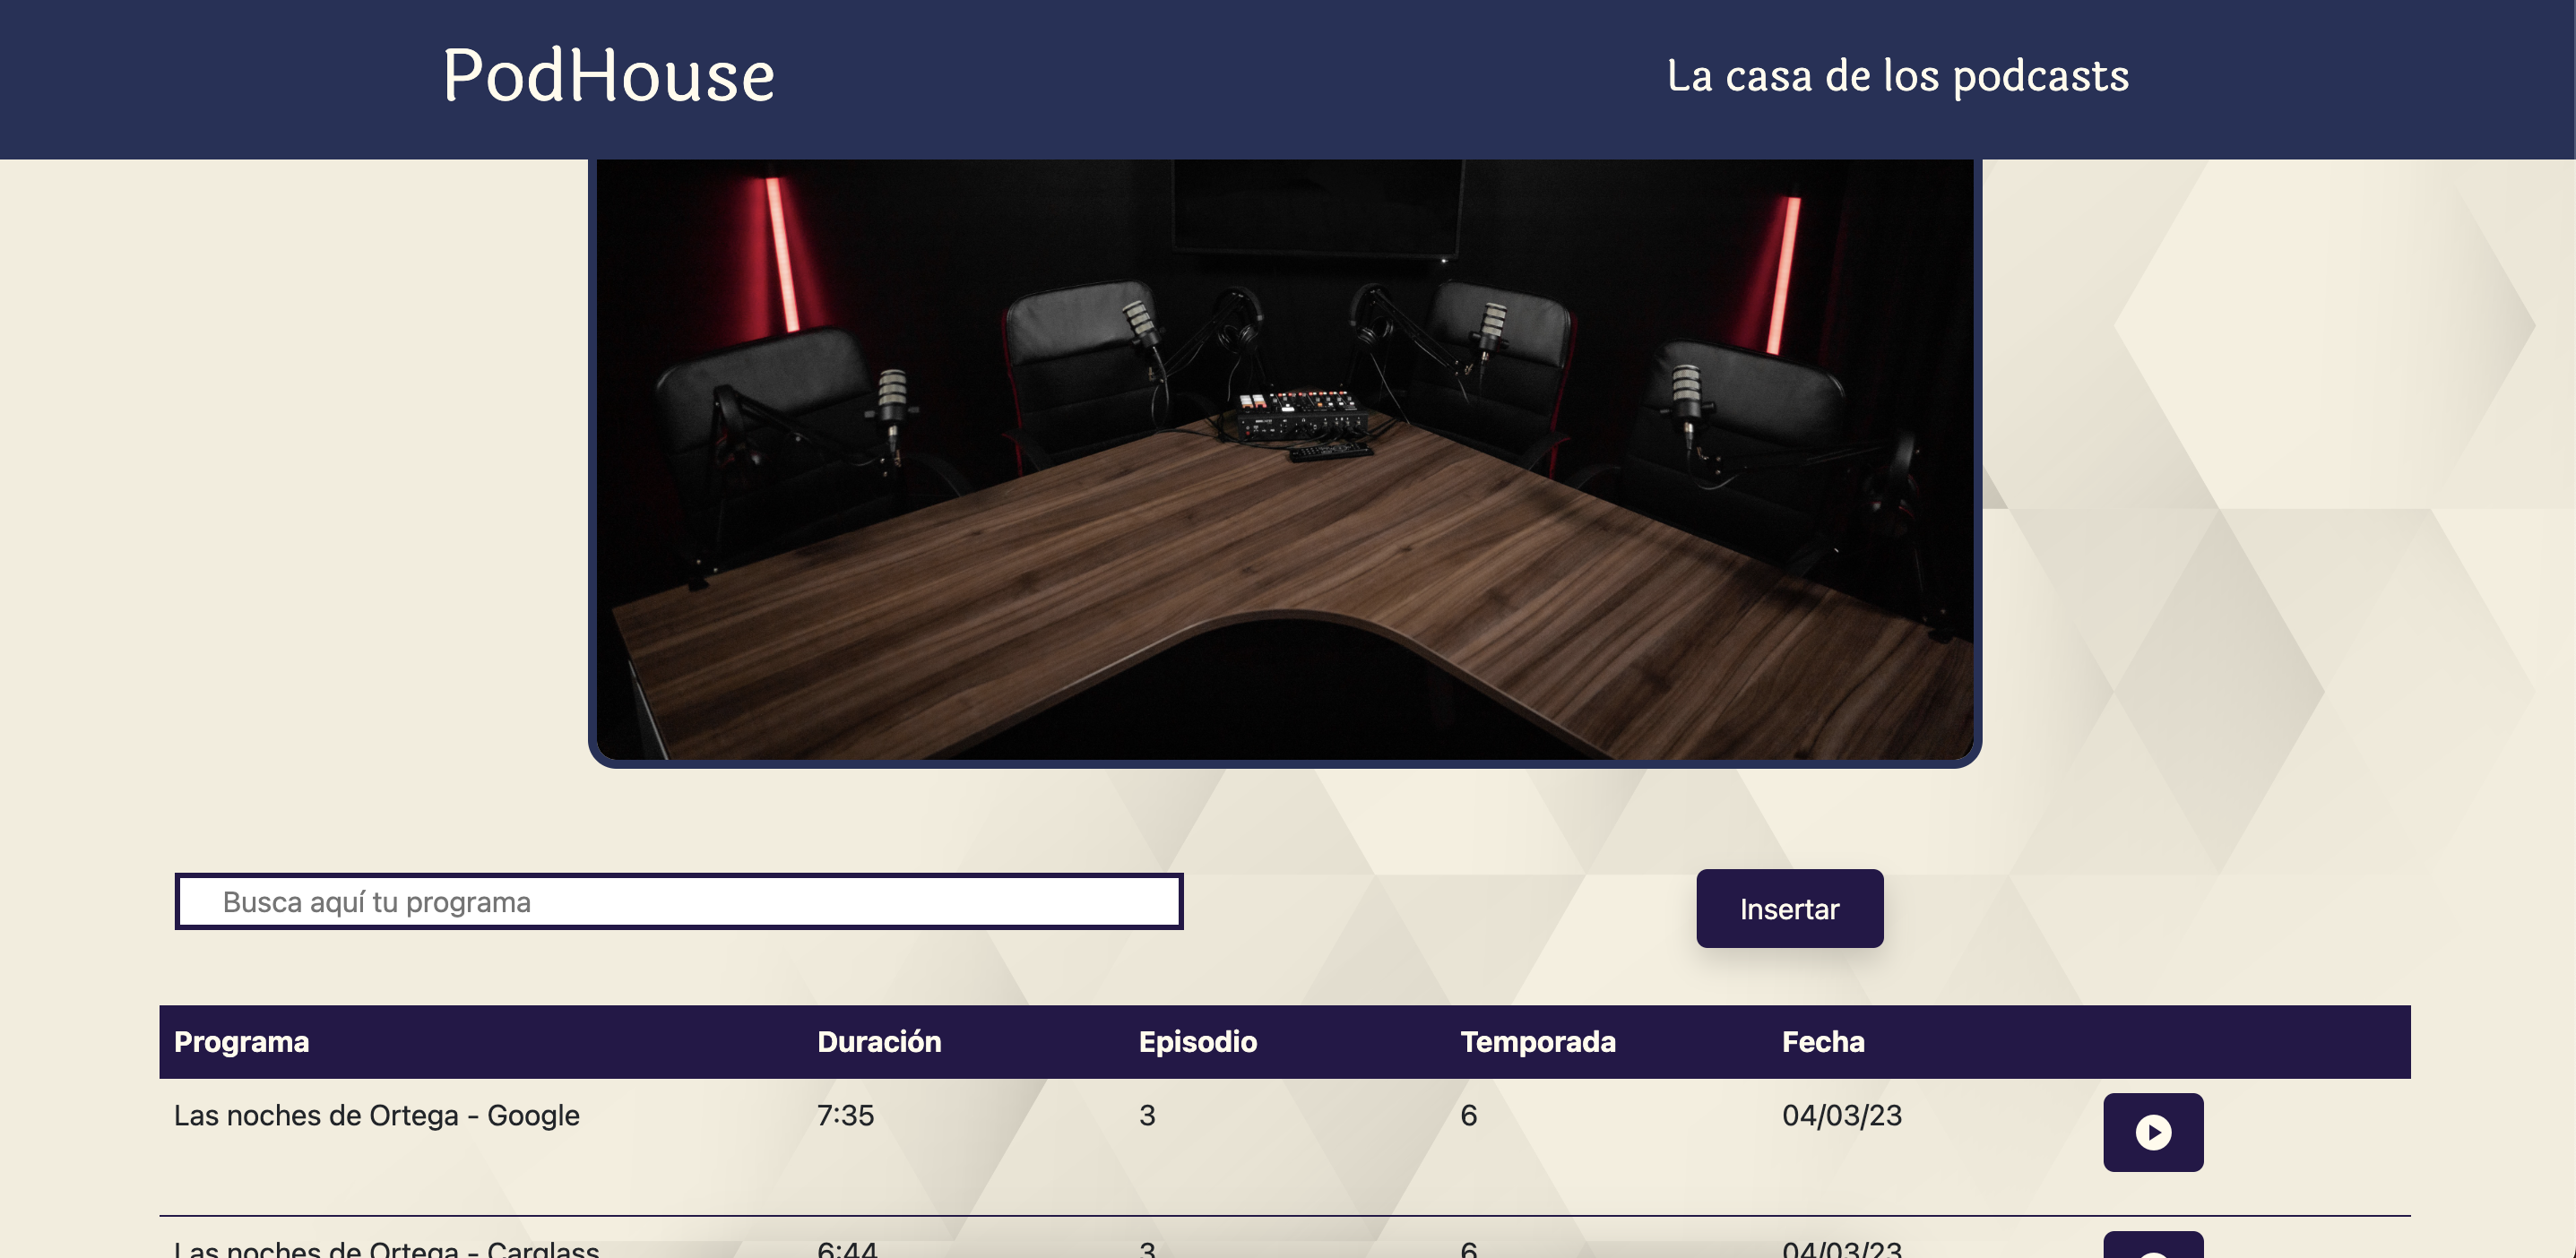 PodHouse
La casa de los podcasts
Busca aquí tu programa
Insertar
Programa Duración Episodio Temporada Fecha
Las noches de Ortega - Google 7:35 3 6 04/03/23
Las noches de Ortega - Carglass 6:44 3 6 04/03/23